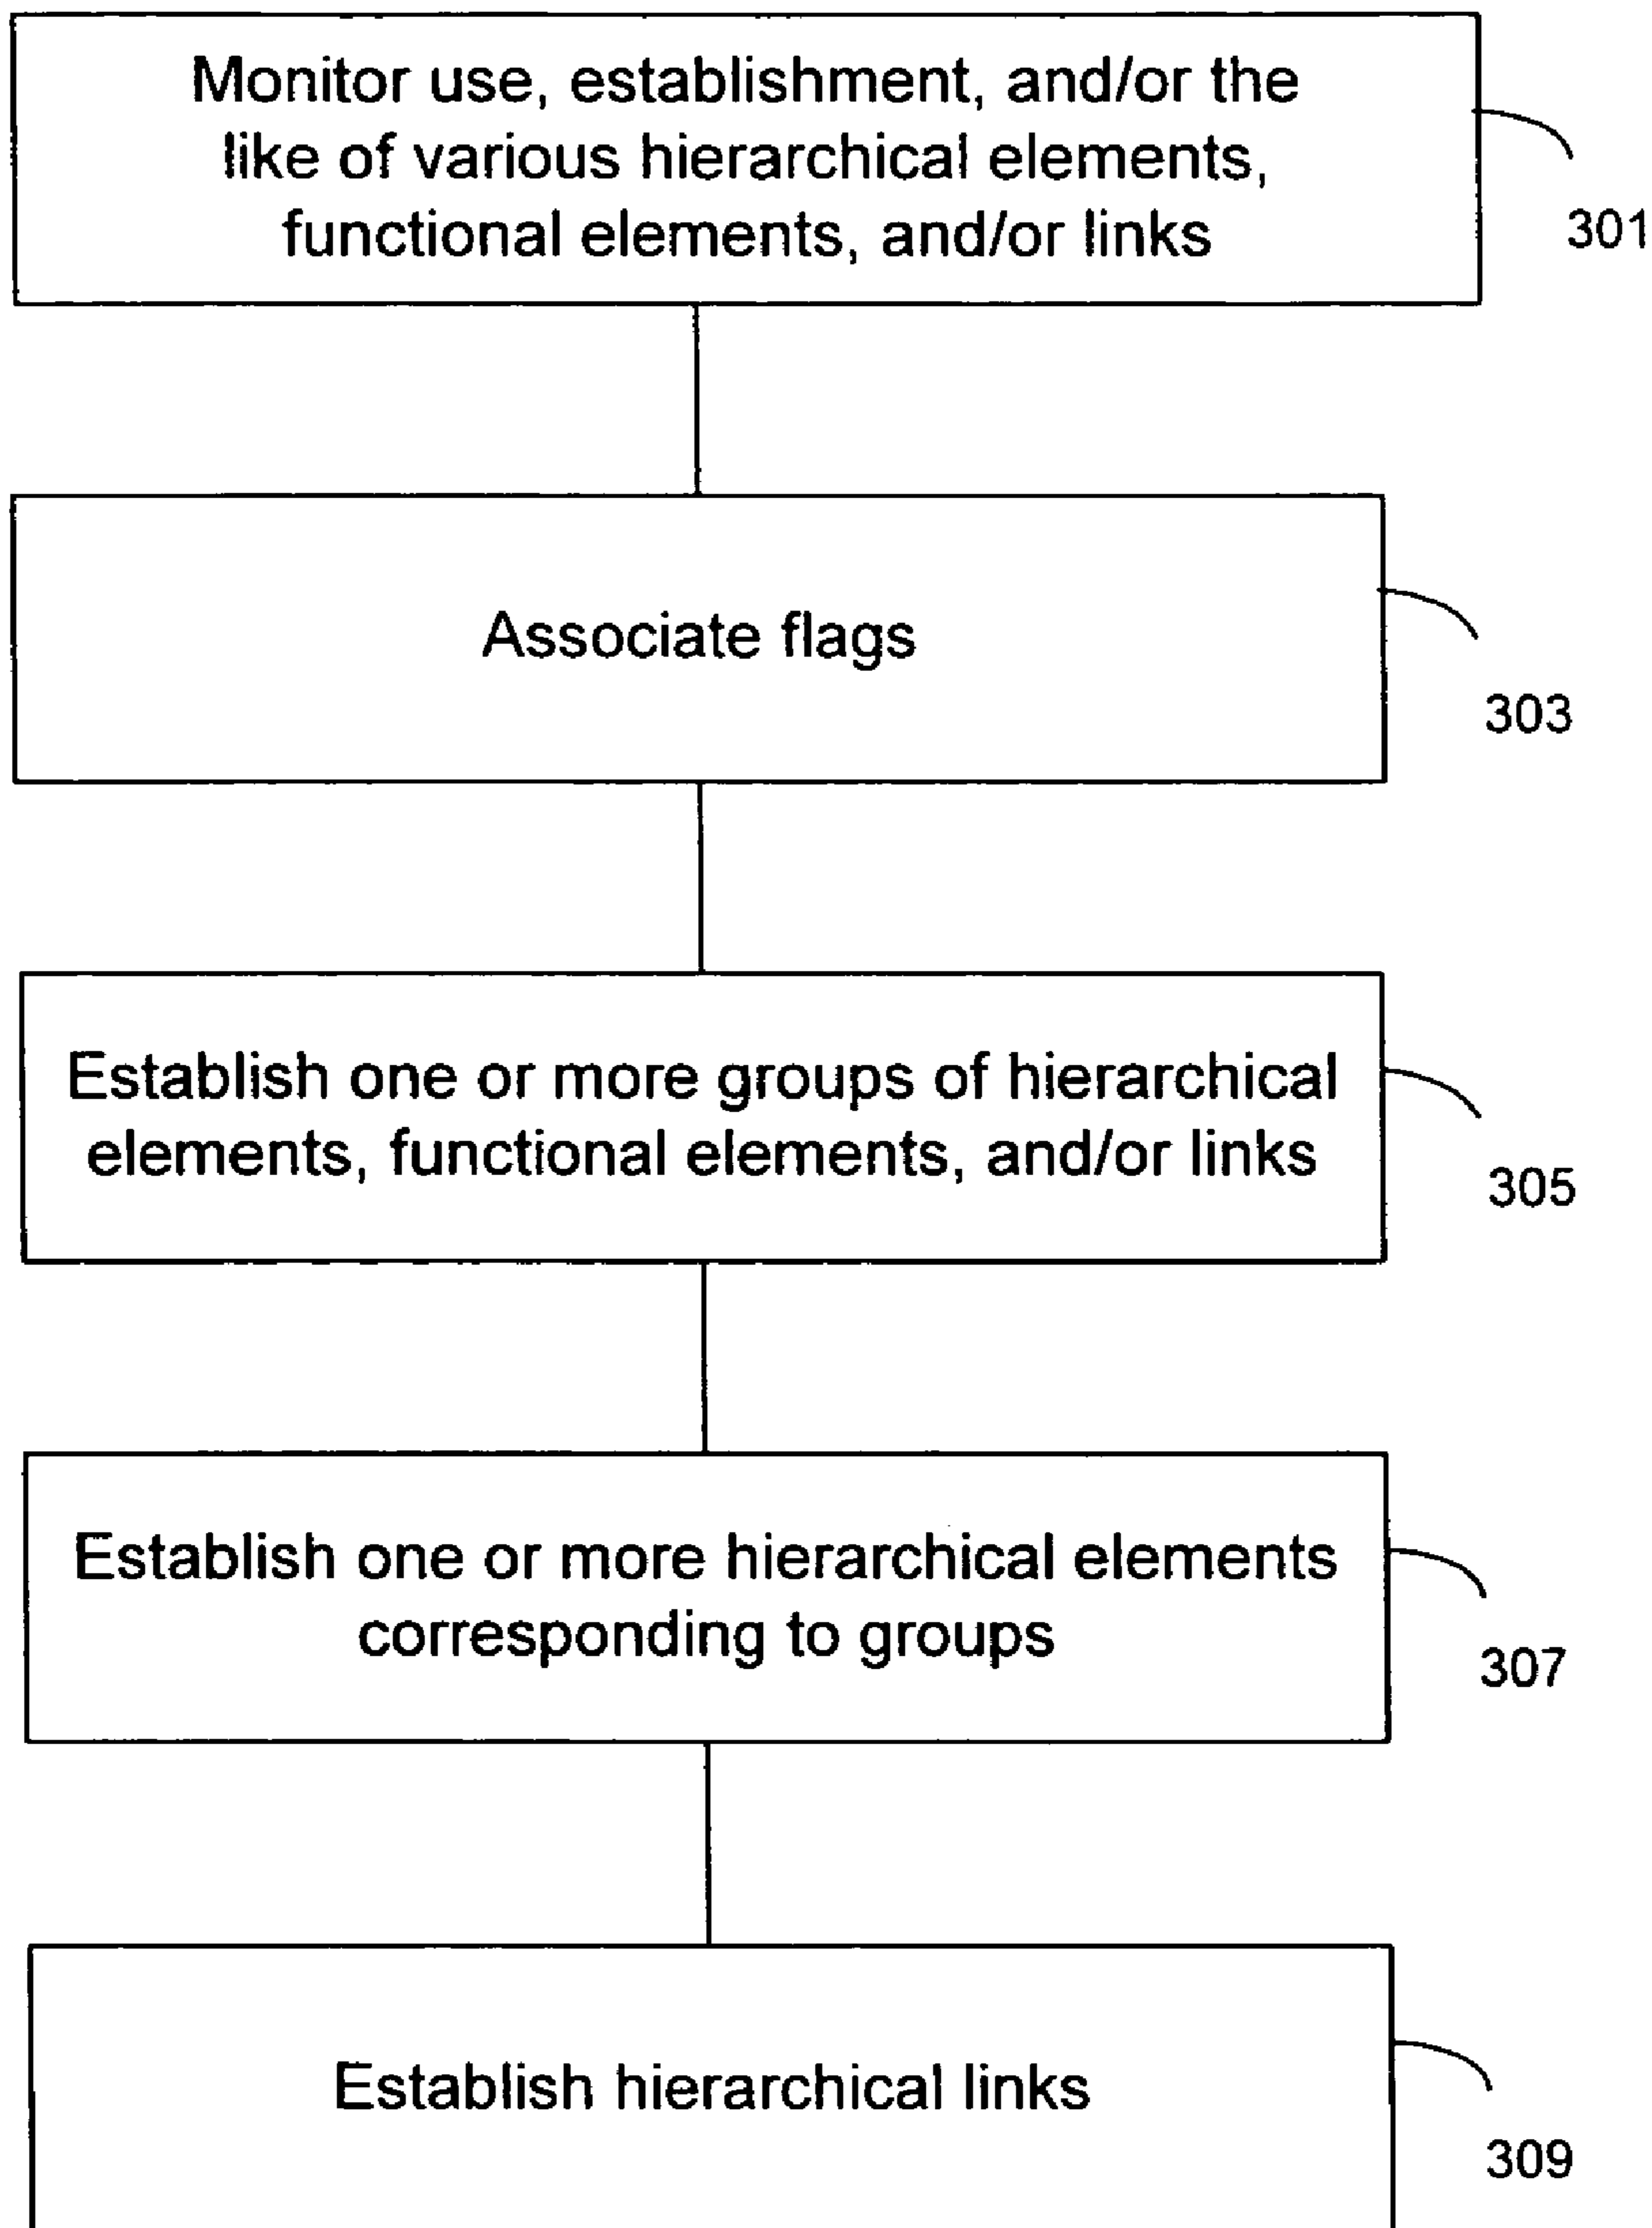 Monitor use, establishment, and/or the
like of various hierarchical elements,
functional elements, and/or links
301
Associate flags
303
Establish one or more groups of hierarchical
elements, functional elements, and/or links
305
Establish one or more hierarchical elements
corresponding to groups
307
Establish hierarchical links
309